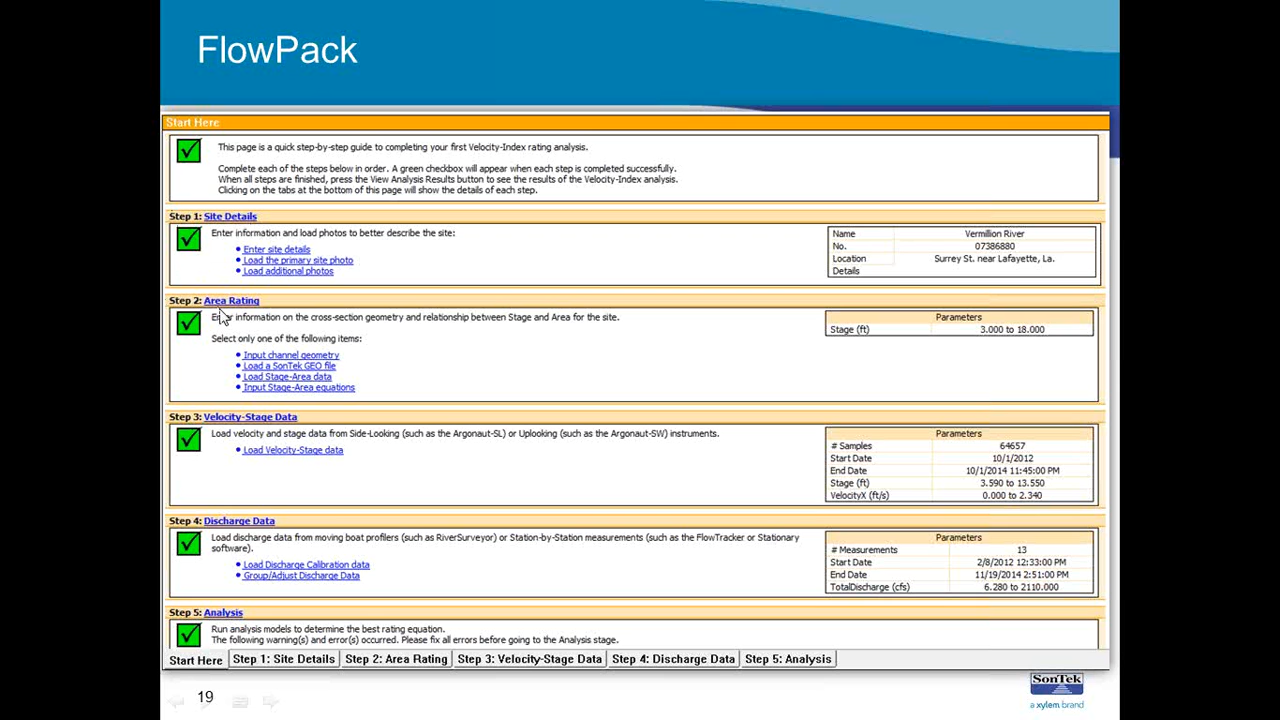 FlowPack
Start Here
This page is a quick step-by-step guide to completing your first Velocity-Index rating analysis.
Complete each of the steps below in order. A green checkbox will appear when each step is completed successfully.
When all steps are finished, press the View Analysis Results button to see the results of the Velocity-Index analysis.
Clicking on the tabs at the bottom of this page will show the details of each step.
Step 1: Site Details
Enter information and load photos to better describe the site:
Enter site details
Load the primary site photo
Load additional photos
Name Vermillion River
No. 07386880
Location Surrey St. near Lafayette, La.
Details
Step 2: Area Rating
Enter information on the cross-section geometry and relationship between Stage and Area for the site.
Select only one of the following items:
Input channel geometry
Load a SonTek GEO file
Load Stage-Area data
Input Stage-Area equations
Parameters
Stage (ft) 3.000 to 18.000
Step 3: Velocity-Stage Data
Load velocity and stage data from Side-Looking (such as the Argonaut-SL) or Uplooking (such as the Argonaut-SW) instruments.
Load Velocity-Stage data
Parameters
# Samples 64657
Start Date 10/1/2012
End Date 10/1/2014 11:45:00 PM
Stage (ft) 3.590 to 13.550
VelocityX (ft/s) 0.000 to 2.340
Step 4: Discharge Data
Load discharge data from moving boat profilers (such as RiverSurveyor) or Station-by-Station measurements (such as the FlowTracker or Stationary
software).
Load Discharge Calibration data
Group/Adjust Discharge Data
Parameters
# Measurements 13
Start Date 2/8/2012 12:33:00 PM
End Date 11/19/2014 2:51:00 PM
TotalDischarge (cfs) 6.280 to 2110.000
Step 5: Analysis
Run analysis models to determine the best rating equation.
The following warning(s) and error(s) occurred. Please fix all errors before going to the Analysis stage.
Start Here Step 1: Site Details Step 2: Area Rating Step 3: Velocity-Stage Data Step 4: Discharge Data Step 5: Analysis
19
SonTek
a xylem brand